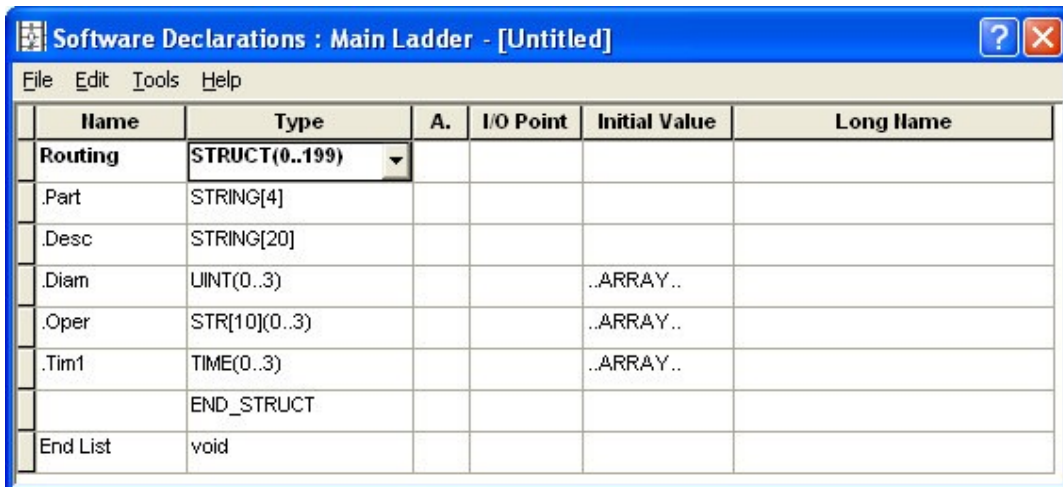 Software Declarations : Main Ladder - [Untitled]
File Edit Tools Help
Name Type A. I/O Point Initial Value Long Name
Routing STRUCT(0..199)
.Part STRING[4]
.Desc STRING[20]
.Diam UINT(0..3) ..ARRAY..
.Oper STR[10](0..3) ..ARRAY..
.Tim1 TIME(0..3) ..ARRAY..
END_STRUCT
End List void